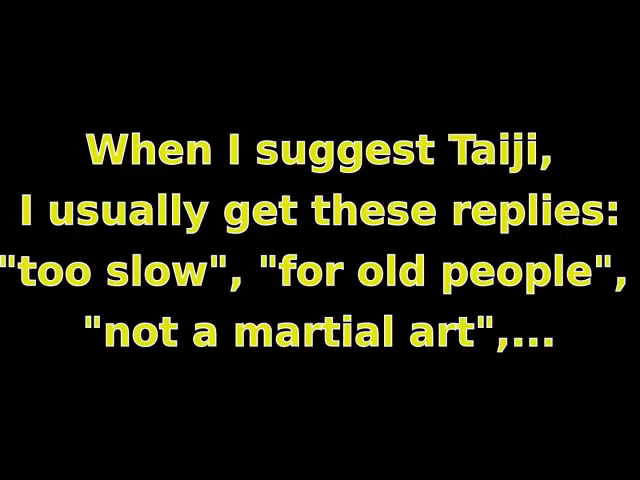 When I suggest Taiji,
I usually get these replies:
"too slow", "for old people",
"not a martial art",...